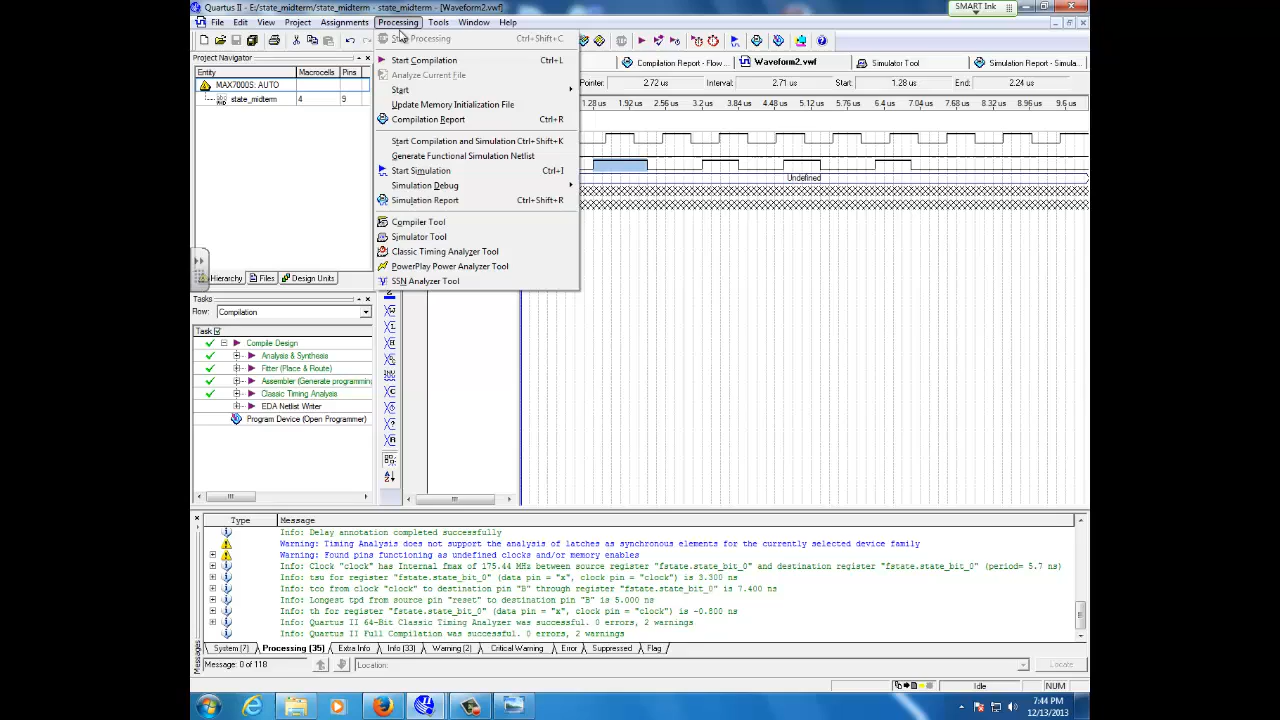 Quartus II - E:/state_midterm/state_midterm - state_midterm - [Waveform2.vwf]
SMART Ink
File Edit View Project Assignments Processing Tools Window Help
Project Navigator
Entity Macrocells Pins
MAX7000S: AUTO
state_midterm 4 9
Hierarchy Files Design Units
Processing Ctrl+Shift+C
Start Compilation Ctrl+L
Analyze Current File
Start
Update Memory Initialization File
Compilation Report Ctrl+R
Start Compilation and Simulation Ctrl+Shift+K
Generate Functional Simulation Netlist
Start Simulation Ctrl+I
Simulation Debug
Simulation Report Ctrl+Shift+R
Compiler Tool
Simulator Tool
Classic Timing Analyzer Tool
PowerPlay Power Analyzer Tool
SSN Analyzer Tool
Compilation Report - Flow... Waveform2.vwf Simulator Tool Simulation Report - Simula...
Pointer: 2.72 us Interval: 2.71 us Start: 1.28 us End: 2.24 us
1.28 us 1.92 us 2.56 us 3.2 us 3.84 us 4.48 us 5.12 us 5.76 us 6.4 us 7.04 us 7.68 us 8.32 us 8.96 us 9.6 us
Undefined
Tasks
Flow: Compilation
Task
Compile Design
Analysis & Synthesis
Fitter (Place & Route)
Assembler (Generate programming
Classic Timing Analysis
EDA Netlist Writer
Program Device (Open Programmer)
Type Message
Info: Delay annotation completed successfully
Warning: Timing Analysis does not support the analysis of latches as synchronous elements for the currently selected device family
Warning: Found pins functioning as undefined clocks and/or memory enables
Info: Clock "clock" has Internal fmax of 175.44 MHz between source register "fstate.state_bit_0" and destination register "fstate.state_bit_0" (period= 5.7 ns)
Info: tsu for register "fstate.state_bit_0" (data pin = "x", clock pin = "clock") is 3.300 ns
Info: tco from clock "clock" to destination pin "B" through register "fstate.state_bit_0" is 7.400 ns
Info: Longest tpd from source pin "reset" to destination pin "B" is 5.000 ns
Info: th for register "fstate.state_bit_0" (data pin = "x", clock pin = "clock") is -0.800 ns
Info: Quartus II 64-Bit Classic Timing Analyzer was successful. 0 errors, 2 warnings
Info: Quartus II Full Compilation was successful. 0 errors, 2 warnings
System (7) Processing (35) Extra Info Info (33) Warning (2) Critical Warning Error Suppressed Flag
Messages
Message: 0 of 118 Location: Locate
Idle NUM
7:44 PM
12/13/2013